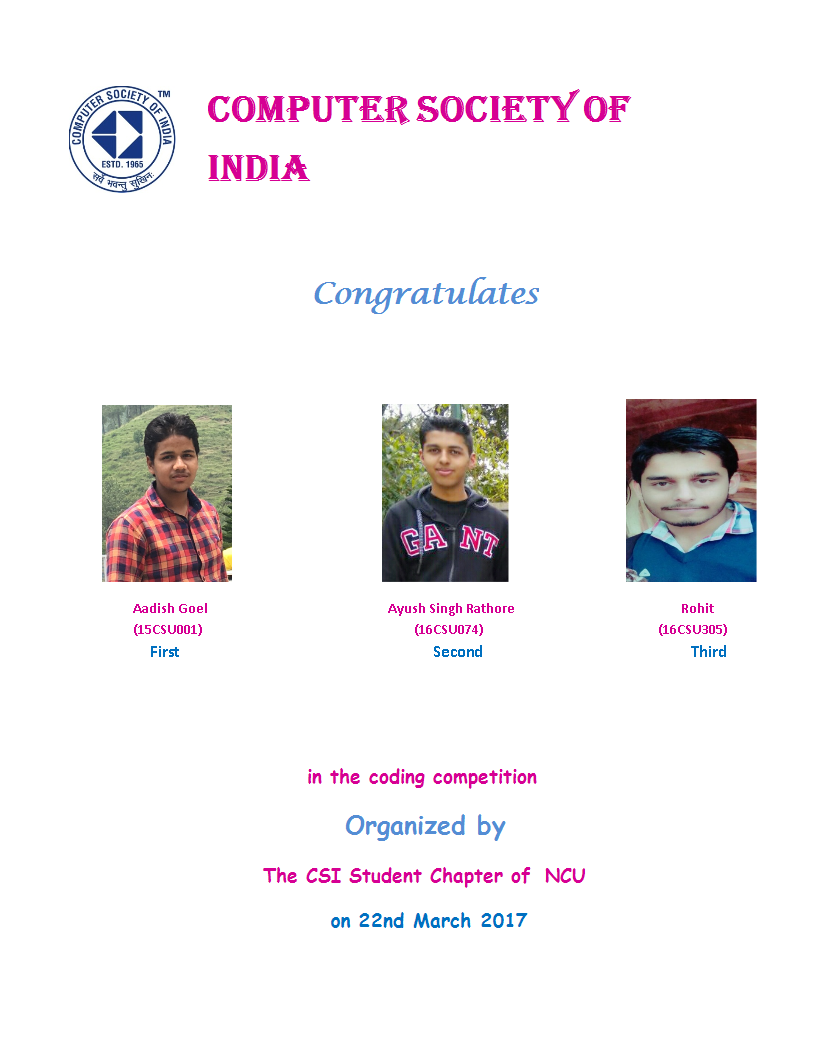 COMPUTER SOCIETY OF INDIA
TM
ESTD. 1965
सर्वे भवन्तु सुखिनः
COMPUTER SOCIETY OF
INDIA
Congratulates
GANT
Aadish Goel
(15CSU001)
First
Ayush Singh Rathore
(16CSU074)
Second
Rohit
(16CSU305)
Third
in the coding competition
Organized by
The CSI Student Chapter of NCU
on 22nd March 2017